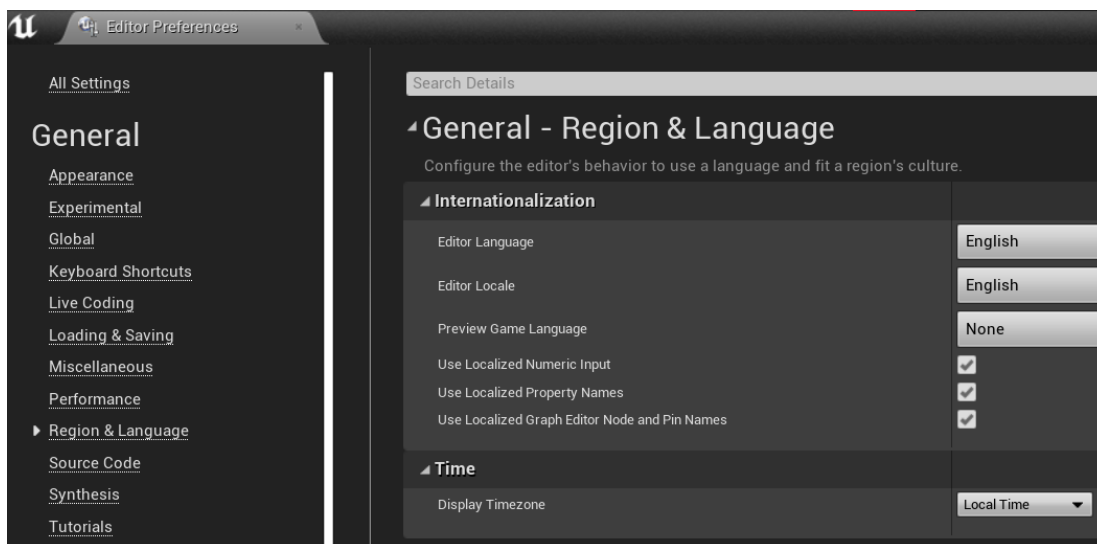 Editor Preferences
All Settings
General
Appearance
Experimental
Global
Keyboard Shortcuts
Live Coding
Loading & Saving
Miscellaneous
Performance
Region & Language
Source Code
Synthesis
Tutorials
Search Details
General - Region & Language
Configure the editor's behavior to use a language and fit a region's culture.
Internationalization
Editor Language English
Editor Locale English
Preview Game Language None
Use Localized Numeric Input
Use Localized Property Names
Use Localized Graph Editor Node and Pin Names
Time
Display Timezone Local Time